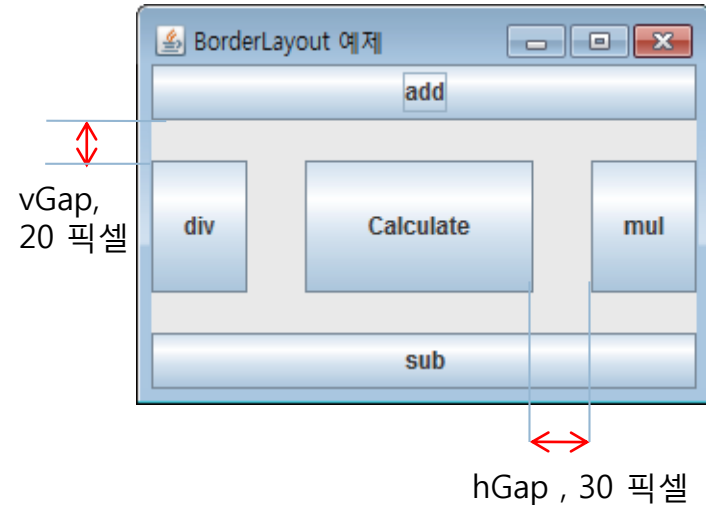 BorderLayout 예제
add
vGap,
20 픽셀
div
Calculate
mul
sub
hGap , 30 픽셀